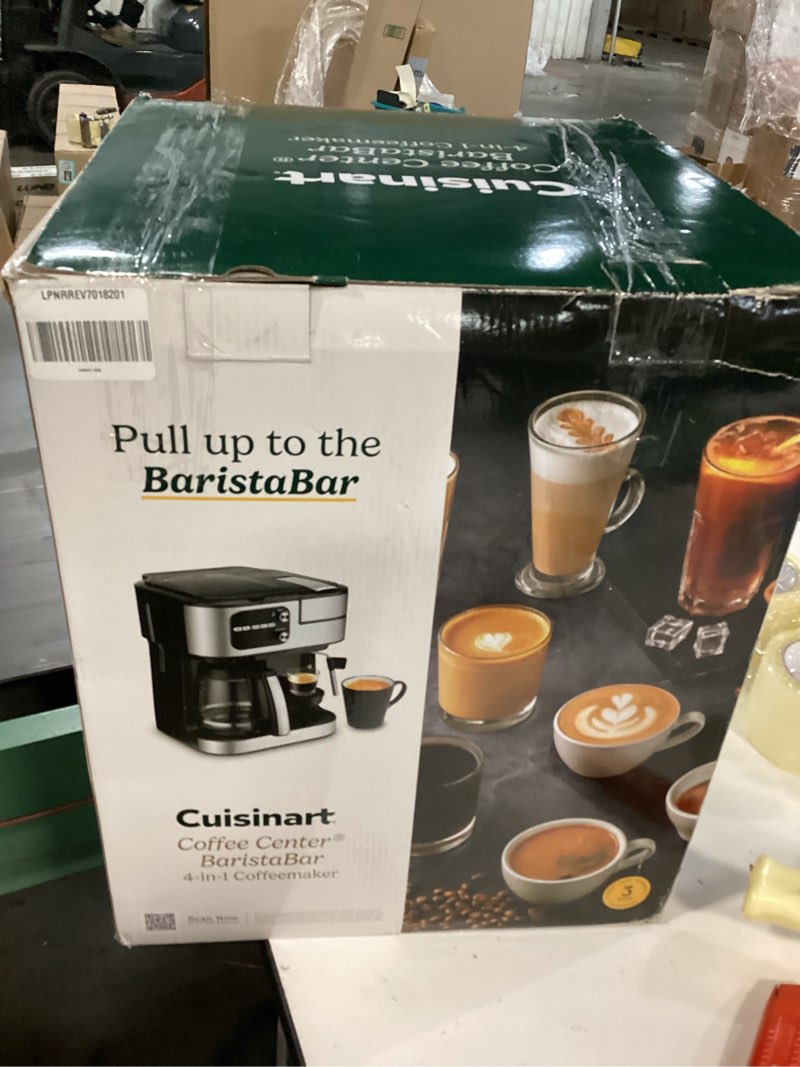 Cuisinart
Coffee Center®
BaristaBar
4-in-1 Coffeemaker
LPNRREV7018201
Pull up to the
BaristaBar
Cuisinart
Coffee Center®
BaristaBar
4-in-1 Coffeemaker
Scan Now
3